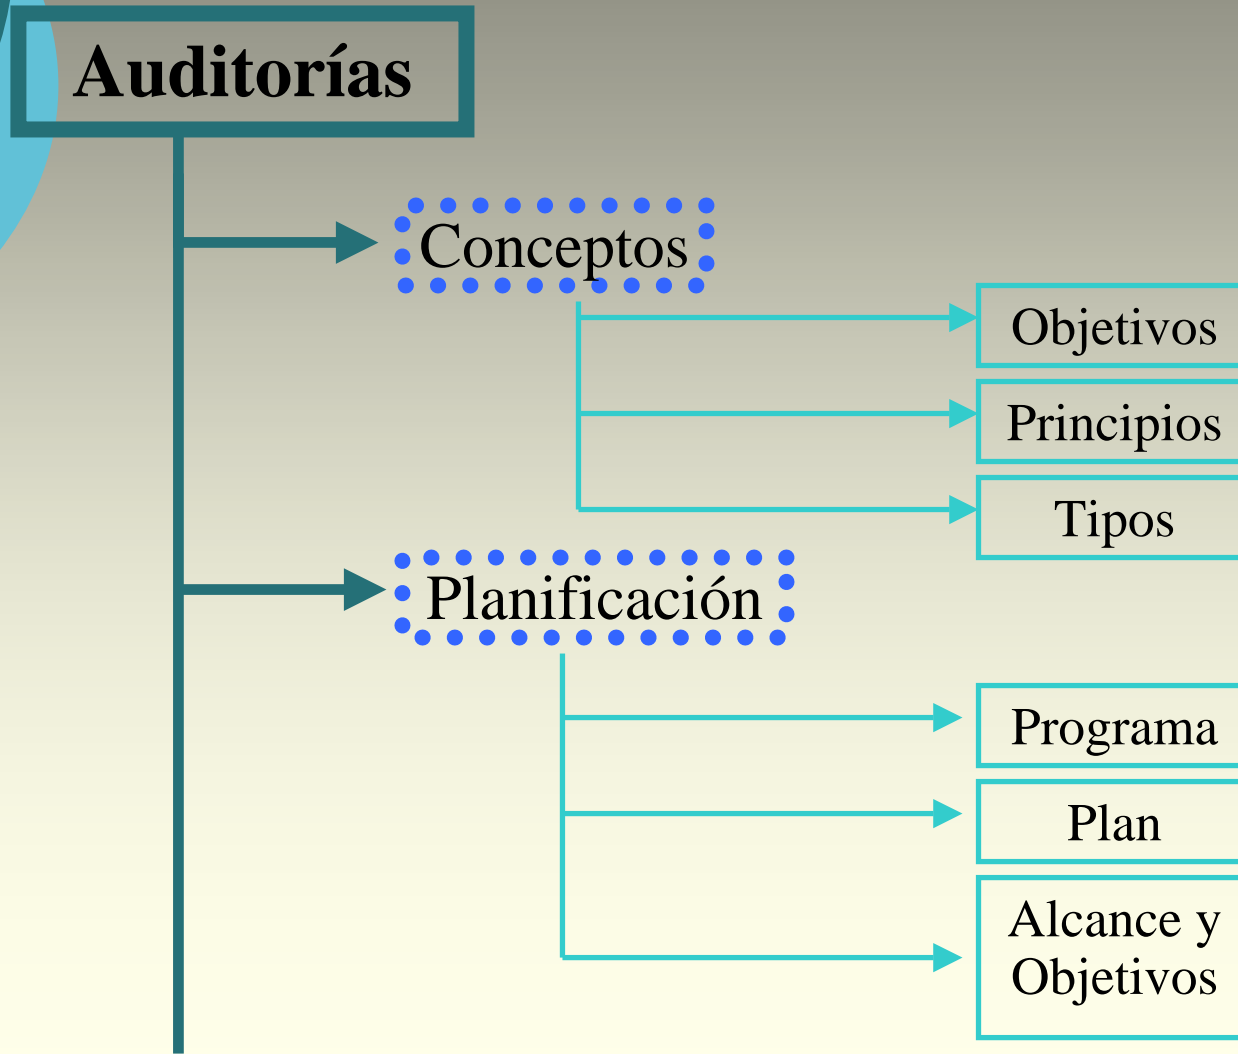 Auditorías
Conceptos
Objetivos
Principios
Tipos
Planificación
Programa
Plan
Alcance y
Objetivos